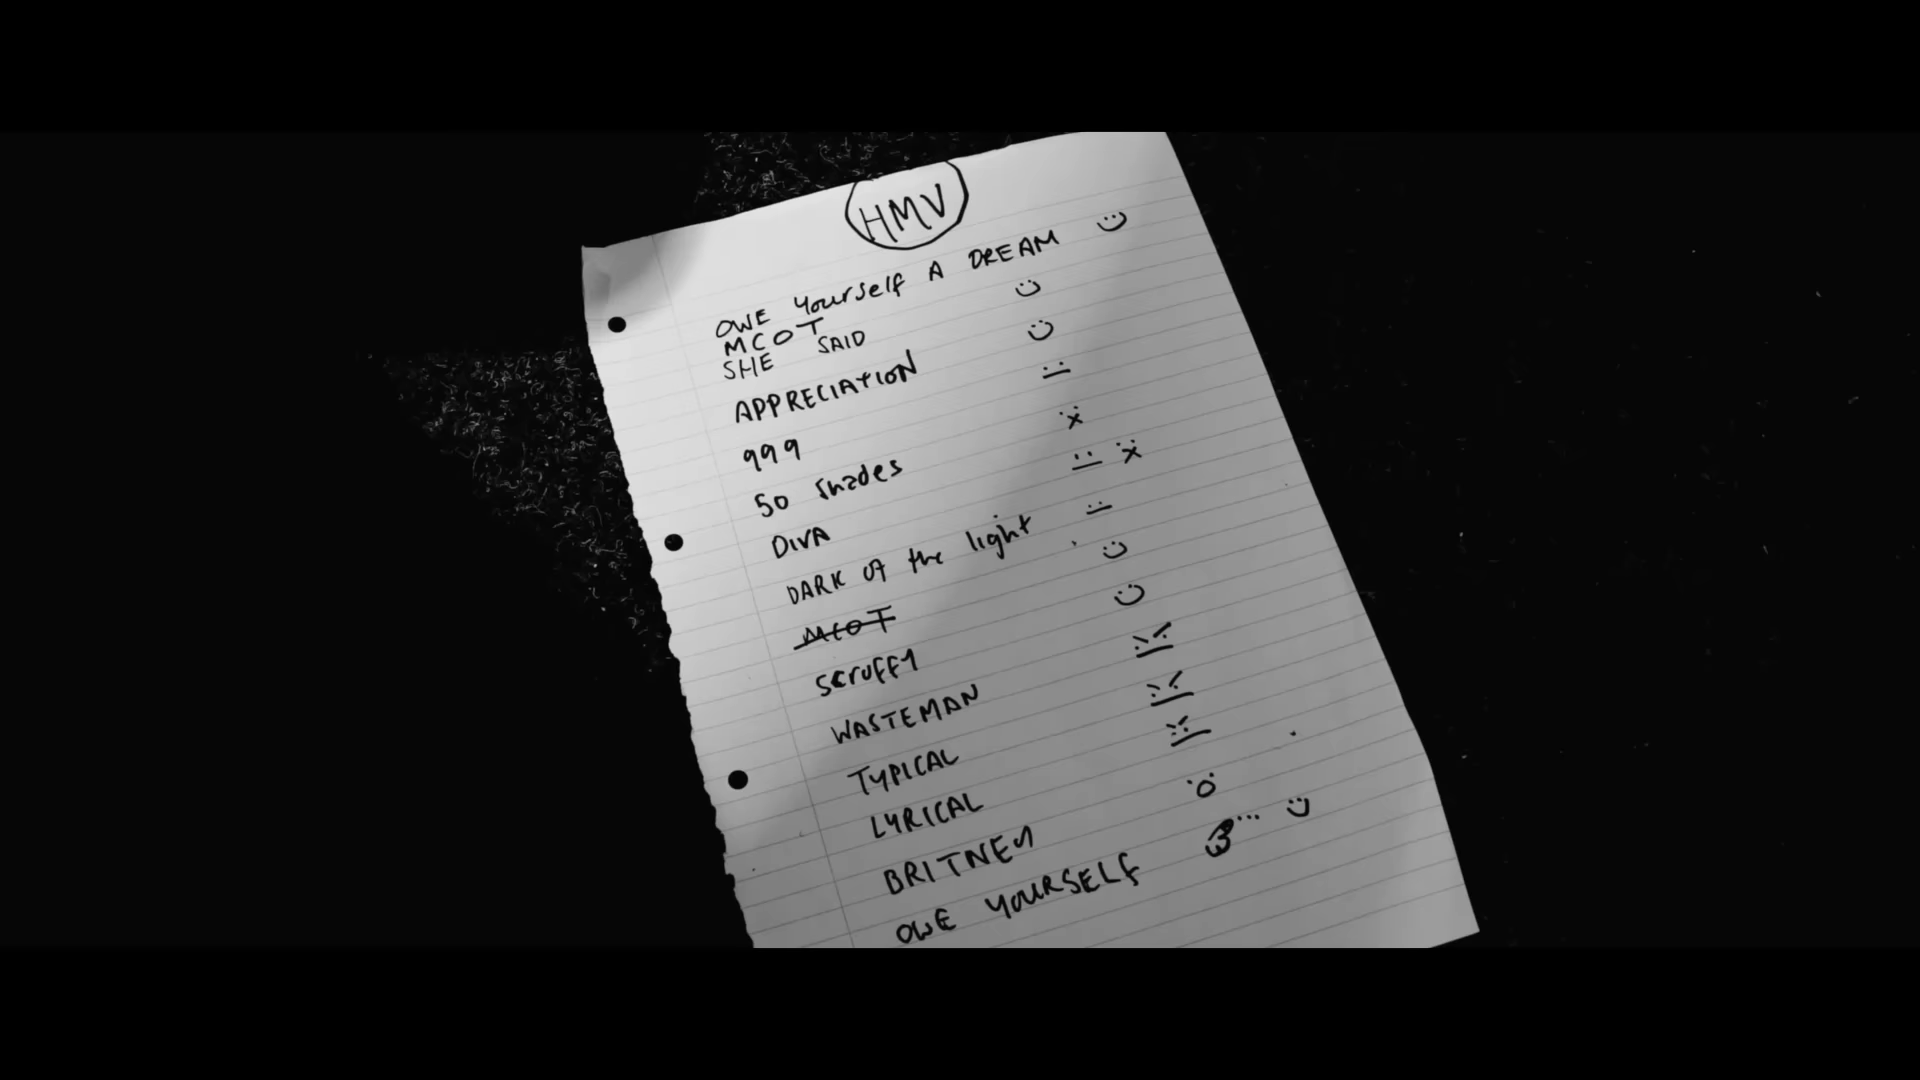 HMV
OWE Yourself A DREAM
MCOT
SHE SAID
APPRECIATION
999
50 Shades
DIVA
DARK OF the light
MCOT
SCRUFFY
WASTEMAN
TYPICAL
LYRICAL
BRITNEY
OWE YOURSELF